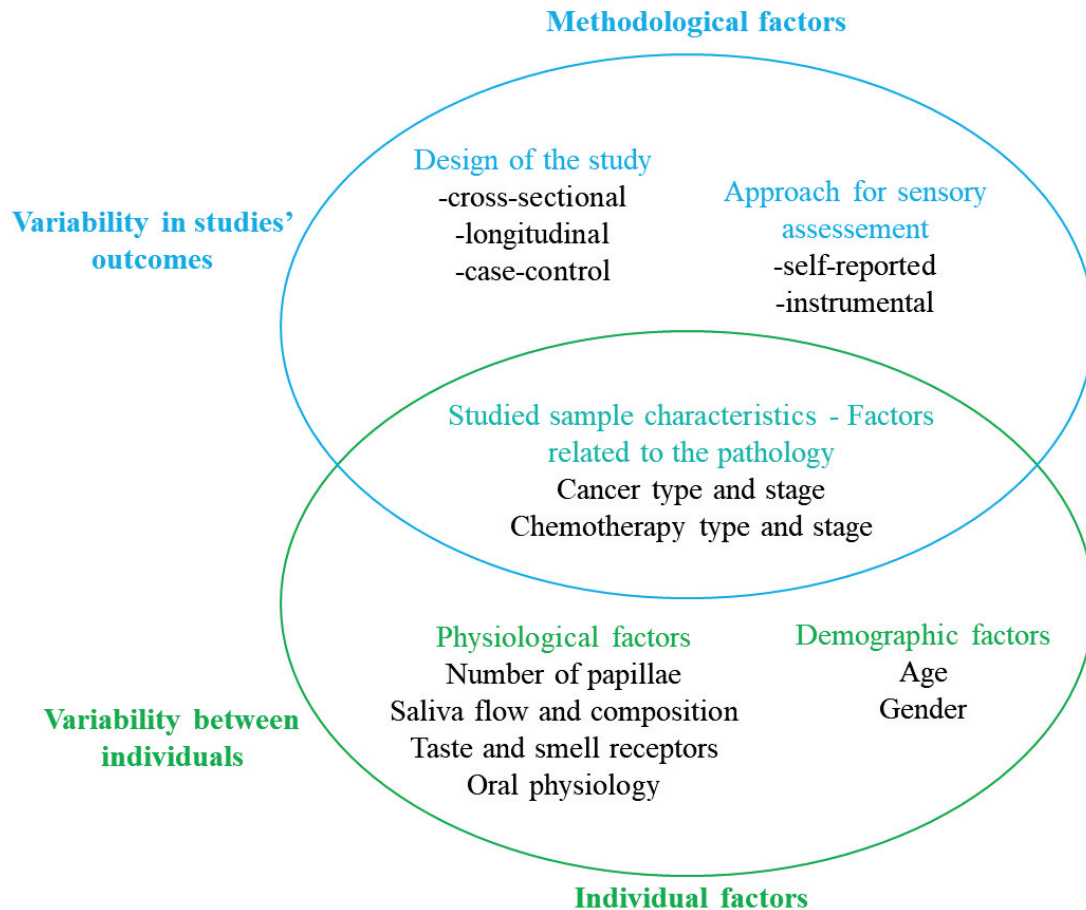 Methodological factors
Design of the study
-cross-sectional
-longitudinal
-case-control
Approach for sensory
assessement
-self-reported
-instrumental
Variability in studies’
outcomes
Studied sample characteristics - Factors
related to the pathology
Cancer type and stage
Chemotherapy type and stage
Physiological factors
Number of papillae
Saliva flow and composition
Taste and smell receptors
Oral physiology
Demographic factors
Age
Gender
Variability between
individuals
Individual factors